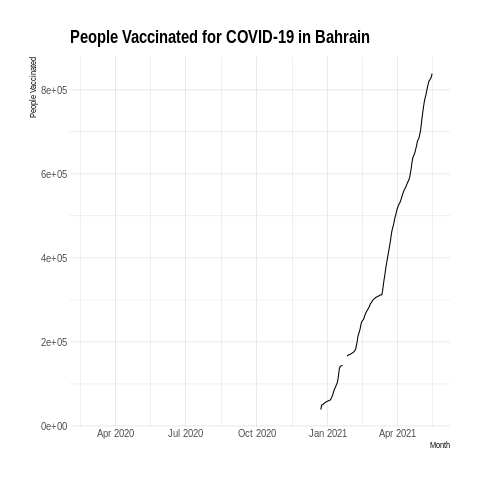 People Vaccinated for COVID-19 in Bahrain
People Vaccinated
8e+05
6e+05
4e+05
2e+05
0e+00
Apr 2020 Jul 2020 Oct 2020 Jan 2021 Apr 2021
Month